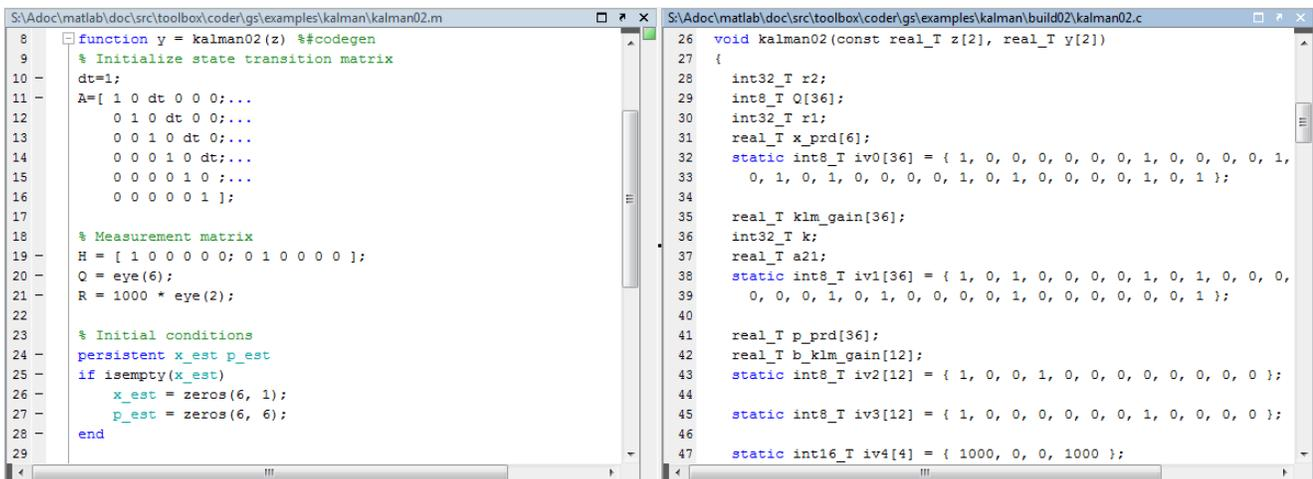 S:\Adoc\matlab\doc\src\toolbox\coder\gs\examples\kalman\kalman02.m
8 function y = kalman02(z) %#codegen
9 % Initialize state transition matrix
10 – dt=1;
11 – A=[ 1 0 dt 0 0 0;...
12 0 1 0 dt 0 0;...
13 0 0 1 0 dt 0;...
14 0 0 0 1 0 dt;...
15 0 0 0 0 1 0 ;...
16 0 0 0 0 0 1 ];
17
18 % Measurement matrix
19 – H = [ 1 0 0 0 0 0; 0 1 0 0 0 0 ];
20 – Q = eye(6);
21 – R = 1000 * eye(2);
22
23 % Initial conditions
24 – persistent x_est p_est
25 – if isempty(x_est)
26 – x_est = zeros(6, 1);
27 – p_est = zeros(6, 6);
28 – end
29
S:\Adoc\matlab\doc\src\toolbox\coder\gs\examples\kalman\build02\kalman02.c
26 void kalman02(const real_T z[2], real_T y[2])
27 {
28 int32_T r2;
29 int8_T Q[36];
30 int32_T r1;
31 real_T x_prd[6];
32 static int8_T iv0[36] = { 1, 0, 0, 0, 0, 0, 0, 1, 0, 0, 0, 0, 1,
33 0, 1, 0, 1, 0, 0, 0, 0, 1, 0, 1, 0, 0, 0, 0, 1, 0, 1 };
34
35 real_T klm_gain[36];
36 int32_T k;
37 real_T a21;
38 static int8_T iv1[36] = { 1, 0, 1, 0, 0, 0, 0, 1, 0, 1, 0, 0, 0,
39 0, 0, 0, 1, 0, 1, 0, 0, 0, 0, 1, 0, 0, 0, 0, 0, 0, 1 };
40
41 real_T p_prd[36];
42 real_T b_klm_gain[12];
43 static int8_T iv2[12] = { 1, 0, 0, 1, 0, 0, 0, 0, 0, 0, 0, 0 };
44
45 static int8_T iv3[12] = { 1, 0, 0, 0, 0, 0, 0, 1, 0, 0, 0, 0 };
46
47 static int16_T iv4[4] = { 1000, 0, 0, 1000 };